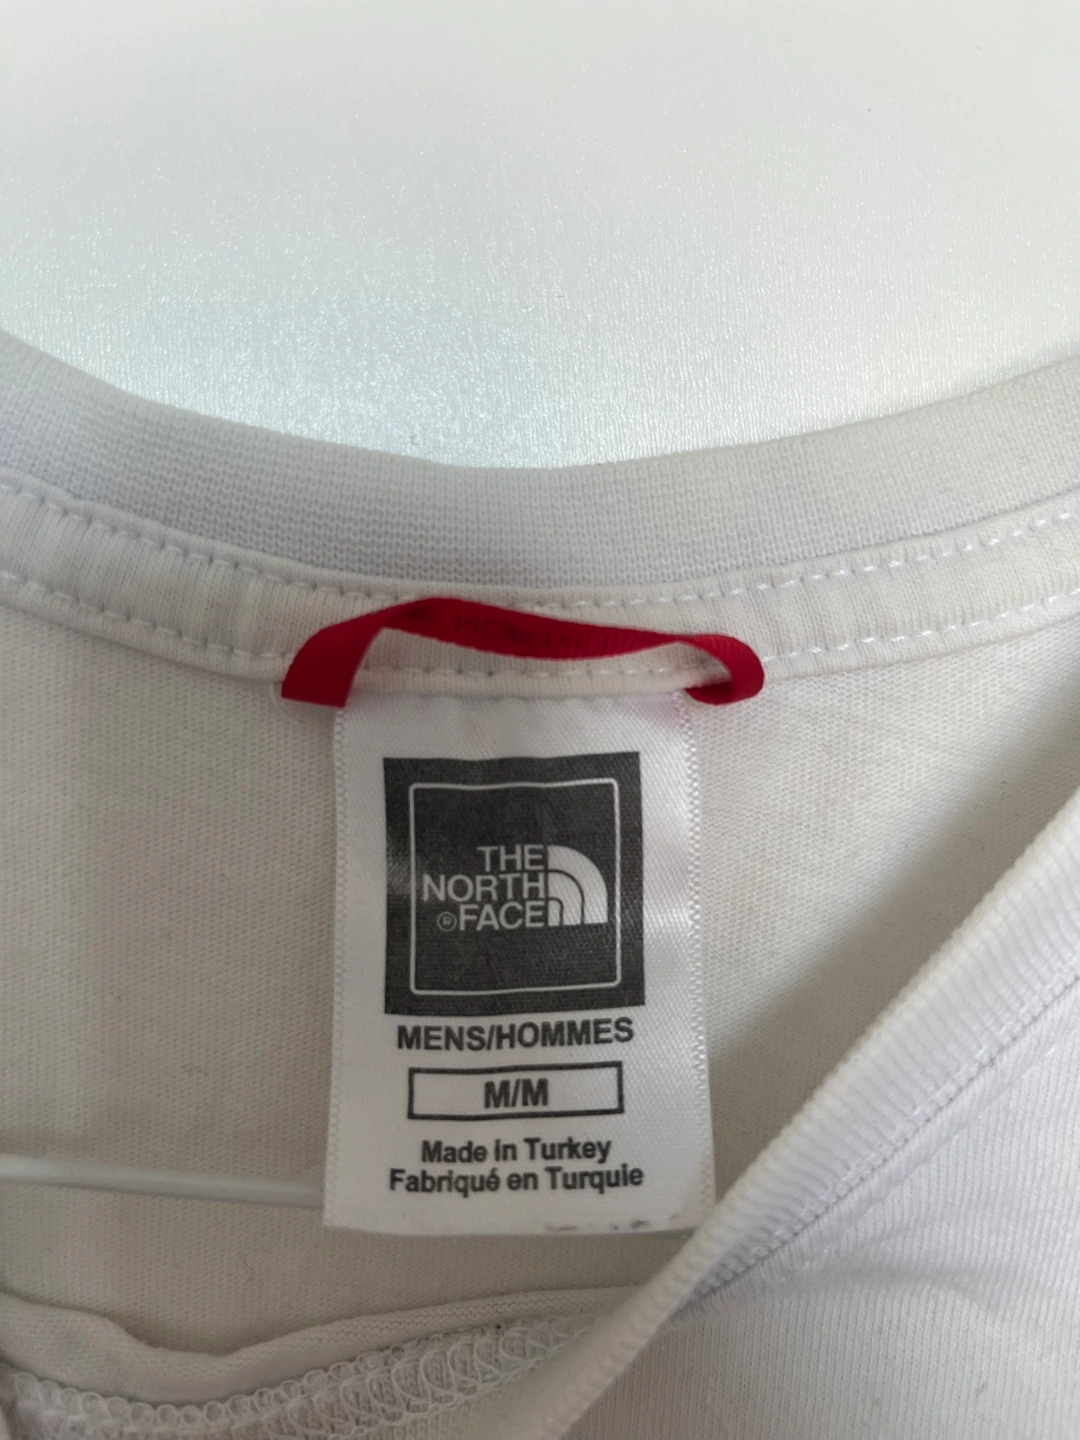 THE
NORTH
®FACE
MENS/HOMMES
M/M
Made in Turkey
Fabriqué en Turquie